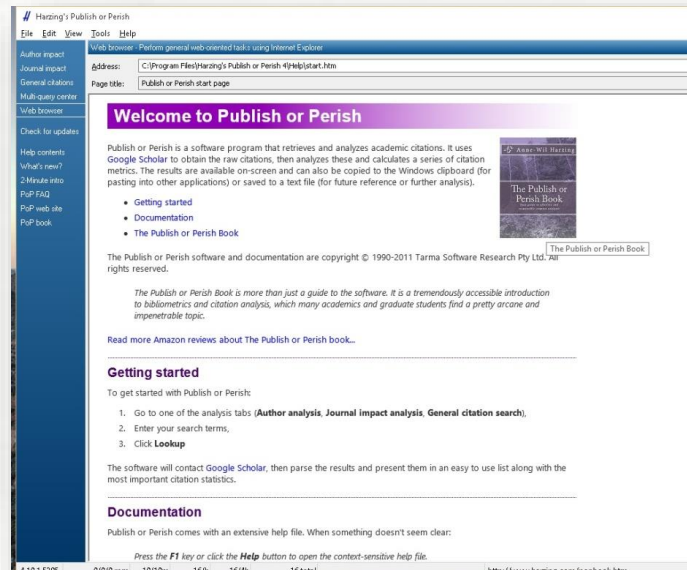 Harzing's Publish or Perish
File Edit View Tools Help
Author impact
Journal impact
General citations
Multi-query center
Web browser
Check for updates
Help contents
What's new?
2-Minute intro
PoP FAQ
PoP web site
PoP book
Web browser - Perform general web-oriented tasks using Internet Explorer
Address: C:\Program Files\Harzing's Publish or Perish 4\Help\start.htm
Page title: Publish or Perish start page
Welcome to Publish or Perish
Publish or Perish is a software program that retrieves and analyzes academic citations. It uses
Google Scholar to obtain the raw citations, then analyzes these and calculates a series of citation
metrics. The results are available on-screen and can also be copied to the Windows clipboard (for
pasting into other applications) or saved to a text file (for future reference or further analysis).
Anne-Wil Harzing
The Publish or
Perish Book
• Getting started
• Documentation
• The Publish or Perish Book
The Publish or Perish Book
The Publish or Perish software and documentation are copyright © 1990-2011 Tarma Software Research Pty Ltd. All
rights reserved.
The Publish or Perish Book is more than just a guide to the software. It is a tremendously accessible introduction
to bibliometrics and citation analysis, which many academics and graduate students find a pretty arcane and
impenetrable topic.
Read more Amazon reviews about The Publish or Perish book...
Getting started
To get started with Publish or Perish:
1. Go to one of the analysis tabs (Author analysis, Journal impact analysis, General citation search),
2. Enter your search terms,
3. Click Lookup
The software will contact Google Scholar, then parse the results and present them in an easy to use list along with the
most important citation statistics.
Documentation
Publish or Perish comes with an extensive help file. When something doesn't seem clear:
Press the F1 key or click the Help button to open the context-sensitive help file.